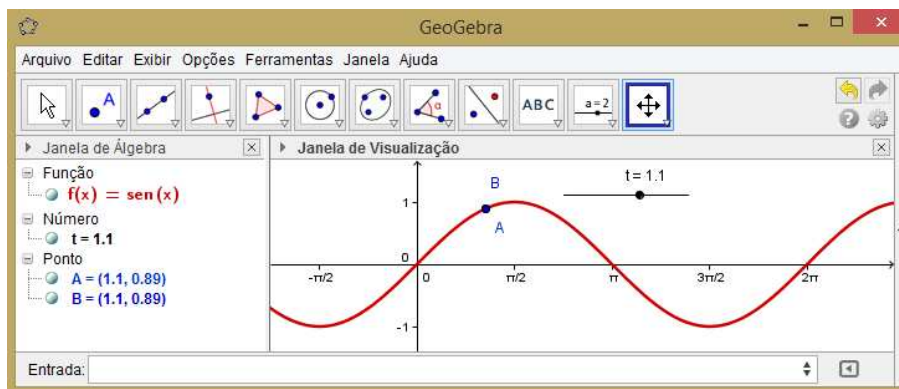 GeoGebra
Arquivo Editar Exibir Opções Ferramentas Janela Ajuda
A
α
ABC
a=2
Janela de Álgebra
Janela de Visualização
Função
f(x) = sen(x)
Número
t = 1.1
Ponto
A = (1.1, 0.89)
B = (1.1, 0.89)
t = 1.1
B
A
1
0
-1
-π/2
0
π/2
π
3π/2
2π
Entrada: